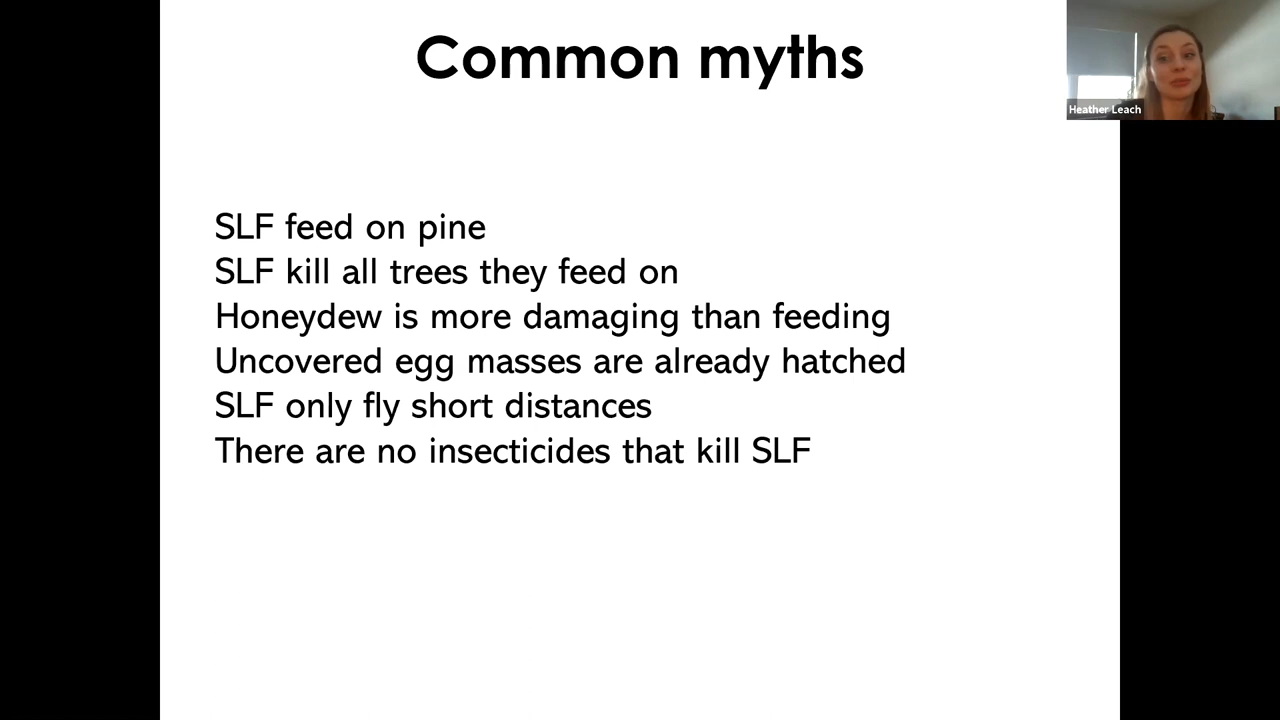 Common myths
Heather Leach
SLF feed on pine
SLF kill all trees they feed on
Honeydew is more damaging than feeding
Uncovered egg masses are already hatched
SLF only fly short distances
There are no insecticides that kill SLF